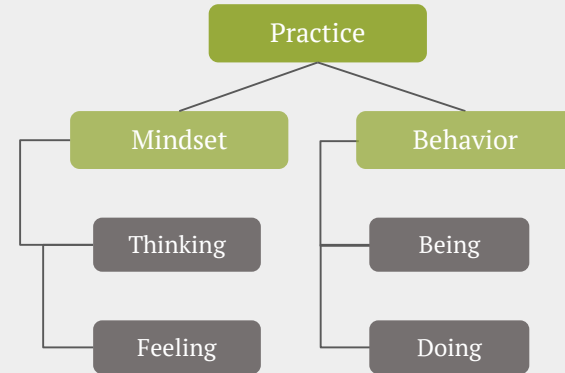 Practice
Mindset
Behavior
Thinking
Being
Feeling
Doing